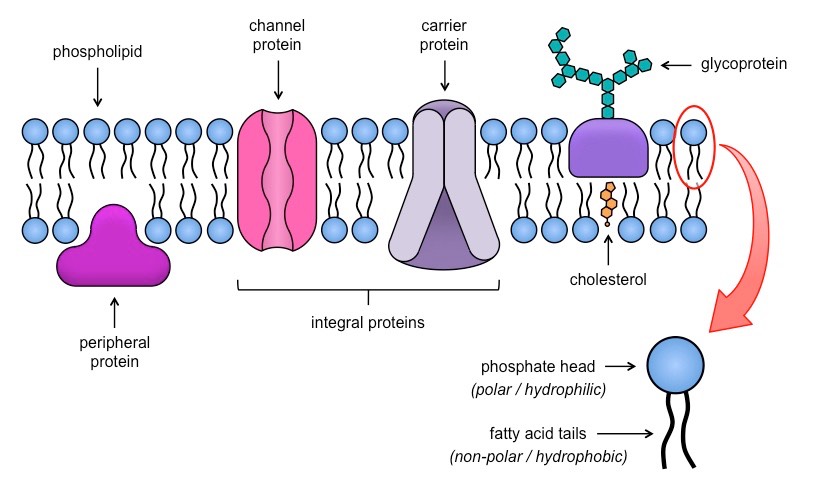 phospholipid
channel
protein
carrier
protein
glycoprotein
cholesterol
integral proteins
peripheral
protein
phosphate head
(polar / hydrophilic)
fatty acid tails
(non-polar / hydrophobic)